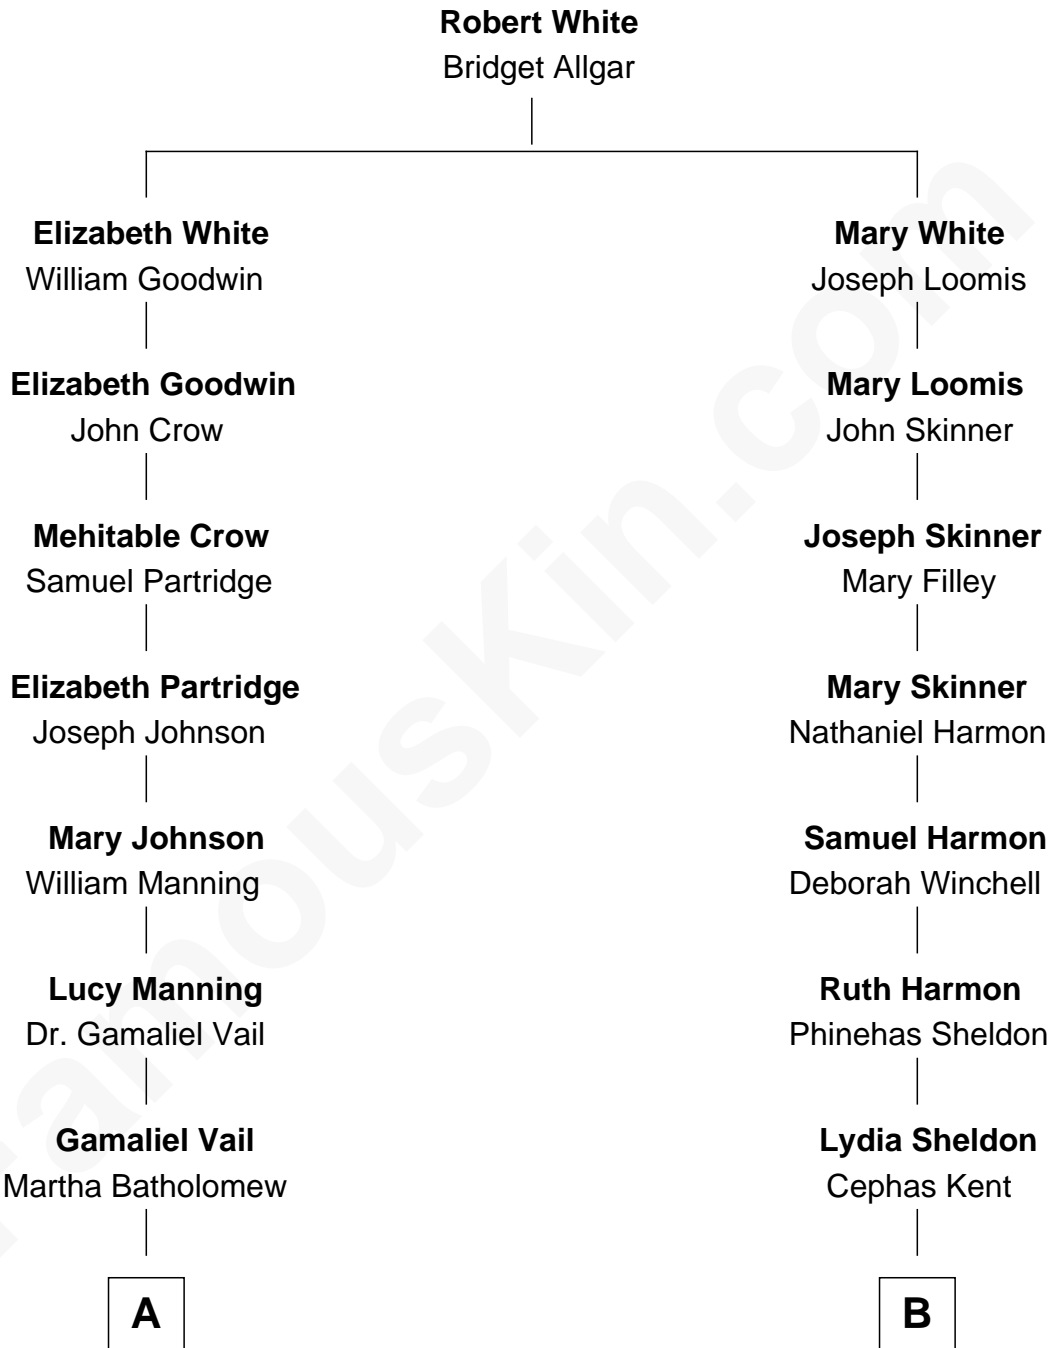 Robert White
Bridget Allgar
Elizabeth White
William Goodwin
Mary White
Joseph Loomis
Elizabeth Goodwin
John Crow
Mary Loomis
John Skinner
Mehitable Crow
Samuel Partridge
Joseph Skinner
Mary Filley
Elizabeth Partridge
Joseph Johnson
Mary Skinner
Nathaniel Harmon
Mary Johnson
William Manning
Samuel Harmon
Deborah Winchell
Lucy Manning
Dr. Gamaliel Vail
Ruth Harmon
Phinehas Sheldon
Gamaliel Vail
Martha Batholomew
Lydia Sheldon
Cephas Kent
A
B
FamousKin.com